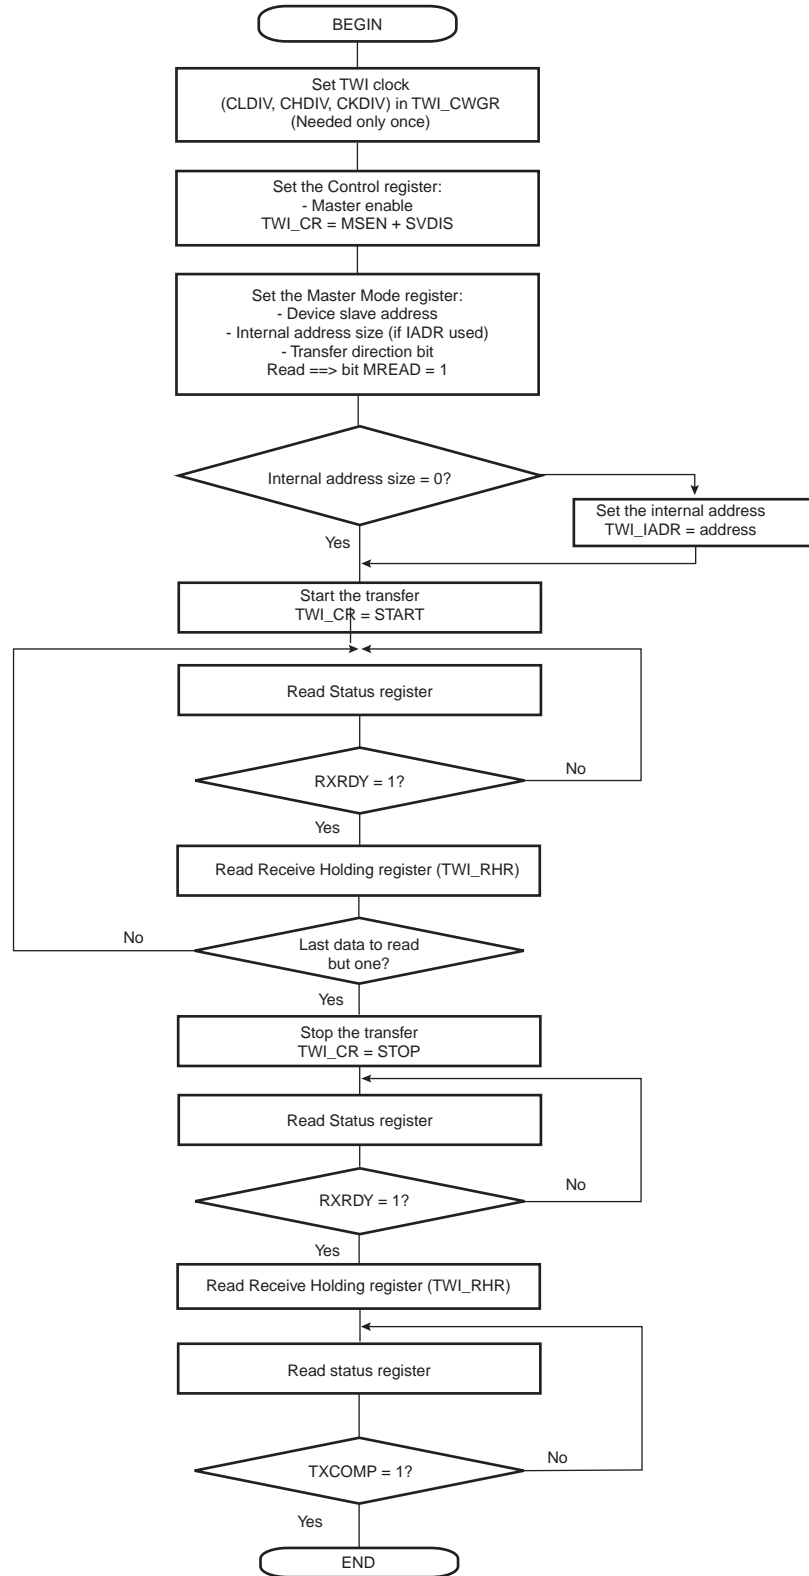 BEGIN
Set TWI clock
(CLDIV, CHDIV, CKDIV) in TWI_CWGR
(Needed only once)
Set the Control register:
- Master enable
TWI_CR = MSEN + SVDIS
Set the Master Mode register:
- Device slave address
- Internal address size (if IADR used)
- Transfer direction bit
Read ==> bit MREAD = 1
Internal address size = 0?
Set the internal address
TWI_IADR = address
Yes
Start the transfer
TWI_CR = START
Read Status register
RXRDY = 1?
No
Yes
Read Receive Holding register (TWI_RHR)
No
Last data to read
but one?
Yes
Stop the transfer
TWI_CR = STOP
Read Status register
RXRDY = 1?
No
Yes
Read Receive Holding register (TWI_RHR)
Read status register
TXCOMP = 1?
No
Yes
END